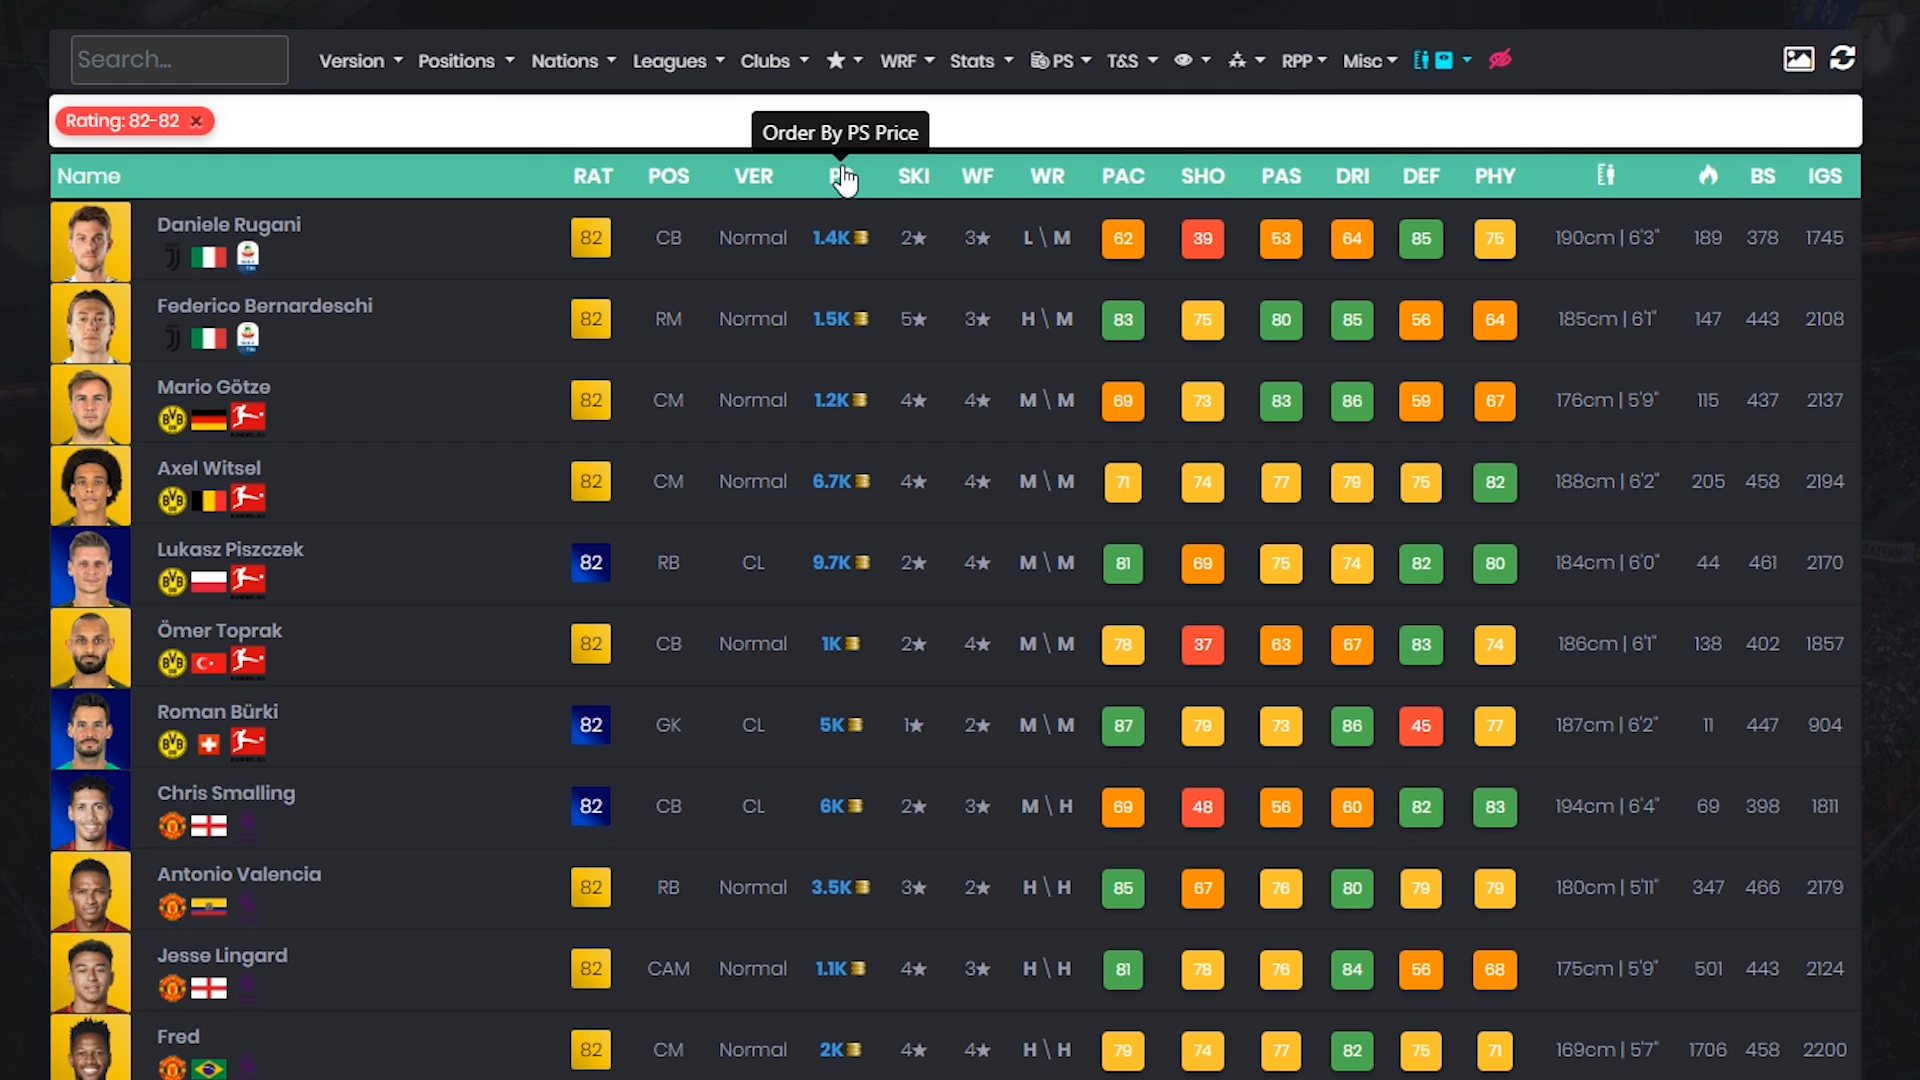 Search...
Version Positions Nations Leagues Clubs WRF Stats PS T&S RPP Misc
Rating: 82-82 ×
Order By PS Price
Name RAT POS VER SKI WF WR PAC SHO PAS DRI DEF PHY BS IGS
Daniele Rugani 82 CB Normal 1.4K 2★ 3★ L \ M 62 39 53 64 85 75 190cm | 6'3" 189 378 1745
Federico Bernardeschi 82 RM Normal 1.5K 5★ 3★ H \ M 83 75 80 85 56 64 185cm | 6'1" 147 443 2108
Mario Götze 82 CM Normal 1.2K 4★ 4★ M \ M 69 73 83 86 59 67 176cm | 5'9" 115 437 2137
Axel Witsel 82 CM Normal 6.7K 4★ 4★ M \ M 71 74 77 79 75 82 188cm | 6'2" 205 458 2194
Lukasz Piszczek 82 RB CL 9.7K 2★ 4★ M \ M 81 69 75 74 82 80 184cm | 6'0" 44 461 2170
Ömer Toprak 82 CB Normal 1K 2★ 4★ M \ M 78 37 63 67 83 74 186cm | 6'1" 138 402 1857
Roman Bürki 82 GK CL 5K 1★ 2★ M \ M 87 79 73 86 45 77 187cm | 6'2" 11 447 904
Chris Smalling 82 CB CL 6K 2★ 3★ M \ H 69 48 56 60 82 83 194cm | 6'4" 69 398 1811
Antonio Valencia 82 RB Normal 3.5K 3★ 2★ H \ H 85 67 76 80 79 79 180cm | 5'11" 347 466 2179
Jesse Lingard 82 CAM Normal 1.1K 4★ 3★ H \ H 81 78 76 84 56 68 175cm | 5'9" 501 443 2124
Fred 82 CM Normal 2K 4★ 4★ H \ H 79 74 77 82 75 71 169cm | 5'7" 1706 458 2200